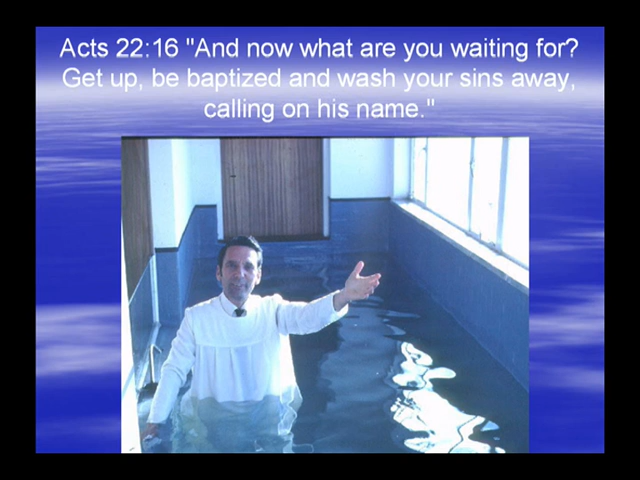 Acts 22:16 "And now what are you waiting for?
Get up, be baptized and wash your sins away,
calling on his name."